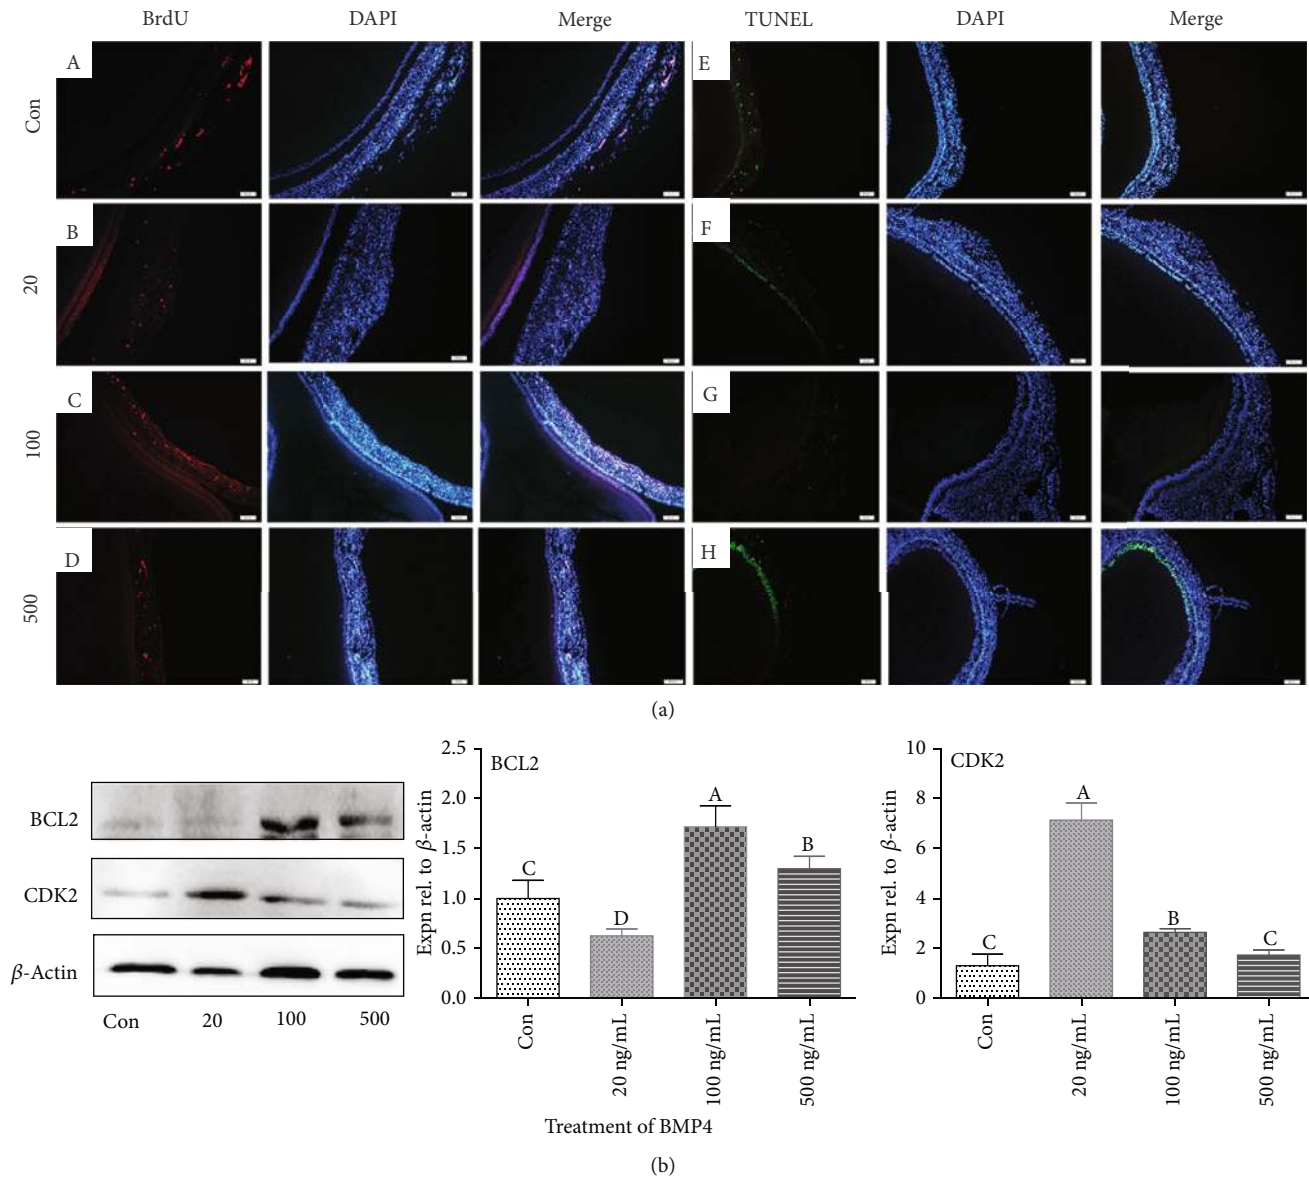 BrdU DAPI Merge TUNEL DAPI Merge
Con A E
20 B F
100 C G
500 D H
(a)
BCL2
CDK2
β-Actin
Con 20 100 500
BCL2
Expn rel. to β-actin
2.5
2.0
1.5
1.0
0.5
0.0
C D A B
Con 20 ng/mL 100 ng/mL 500 ng/mL
Treatment of BMP4
CDK2
Expn rel. to β-actin
10
8
6
4
2
0
C A B C
Con 20 ng/mL 100 ng/mL 500 ng/mL
(b)